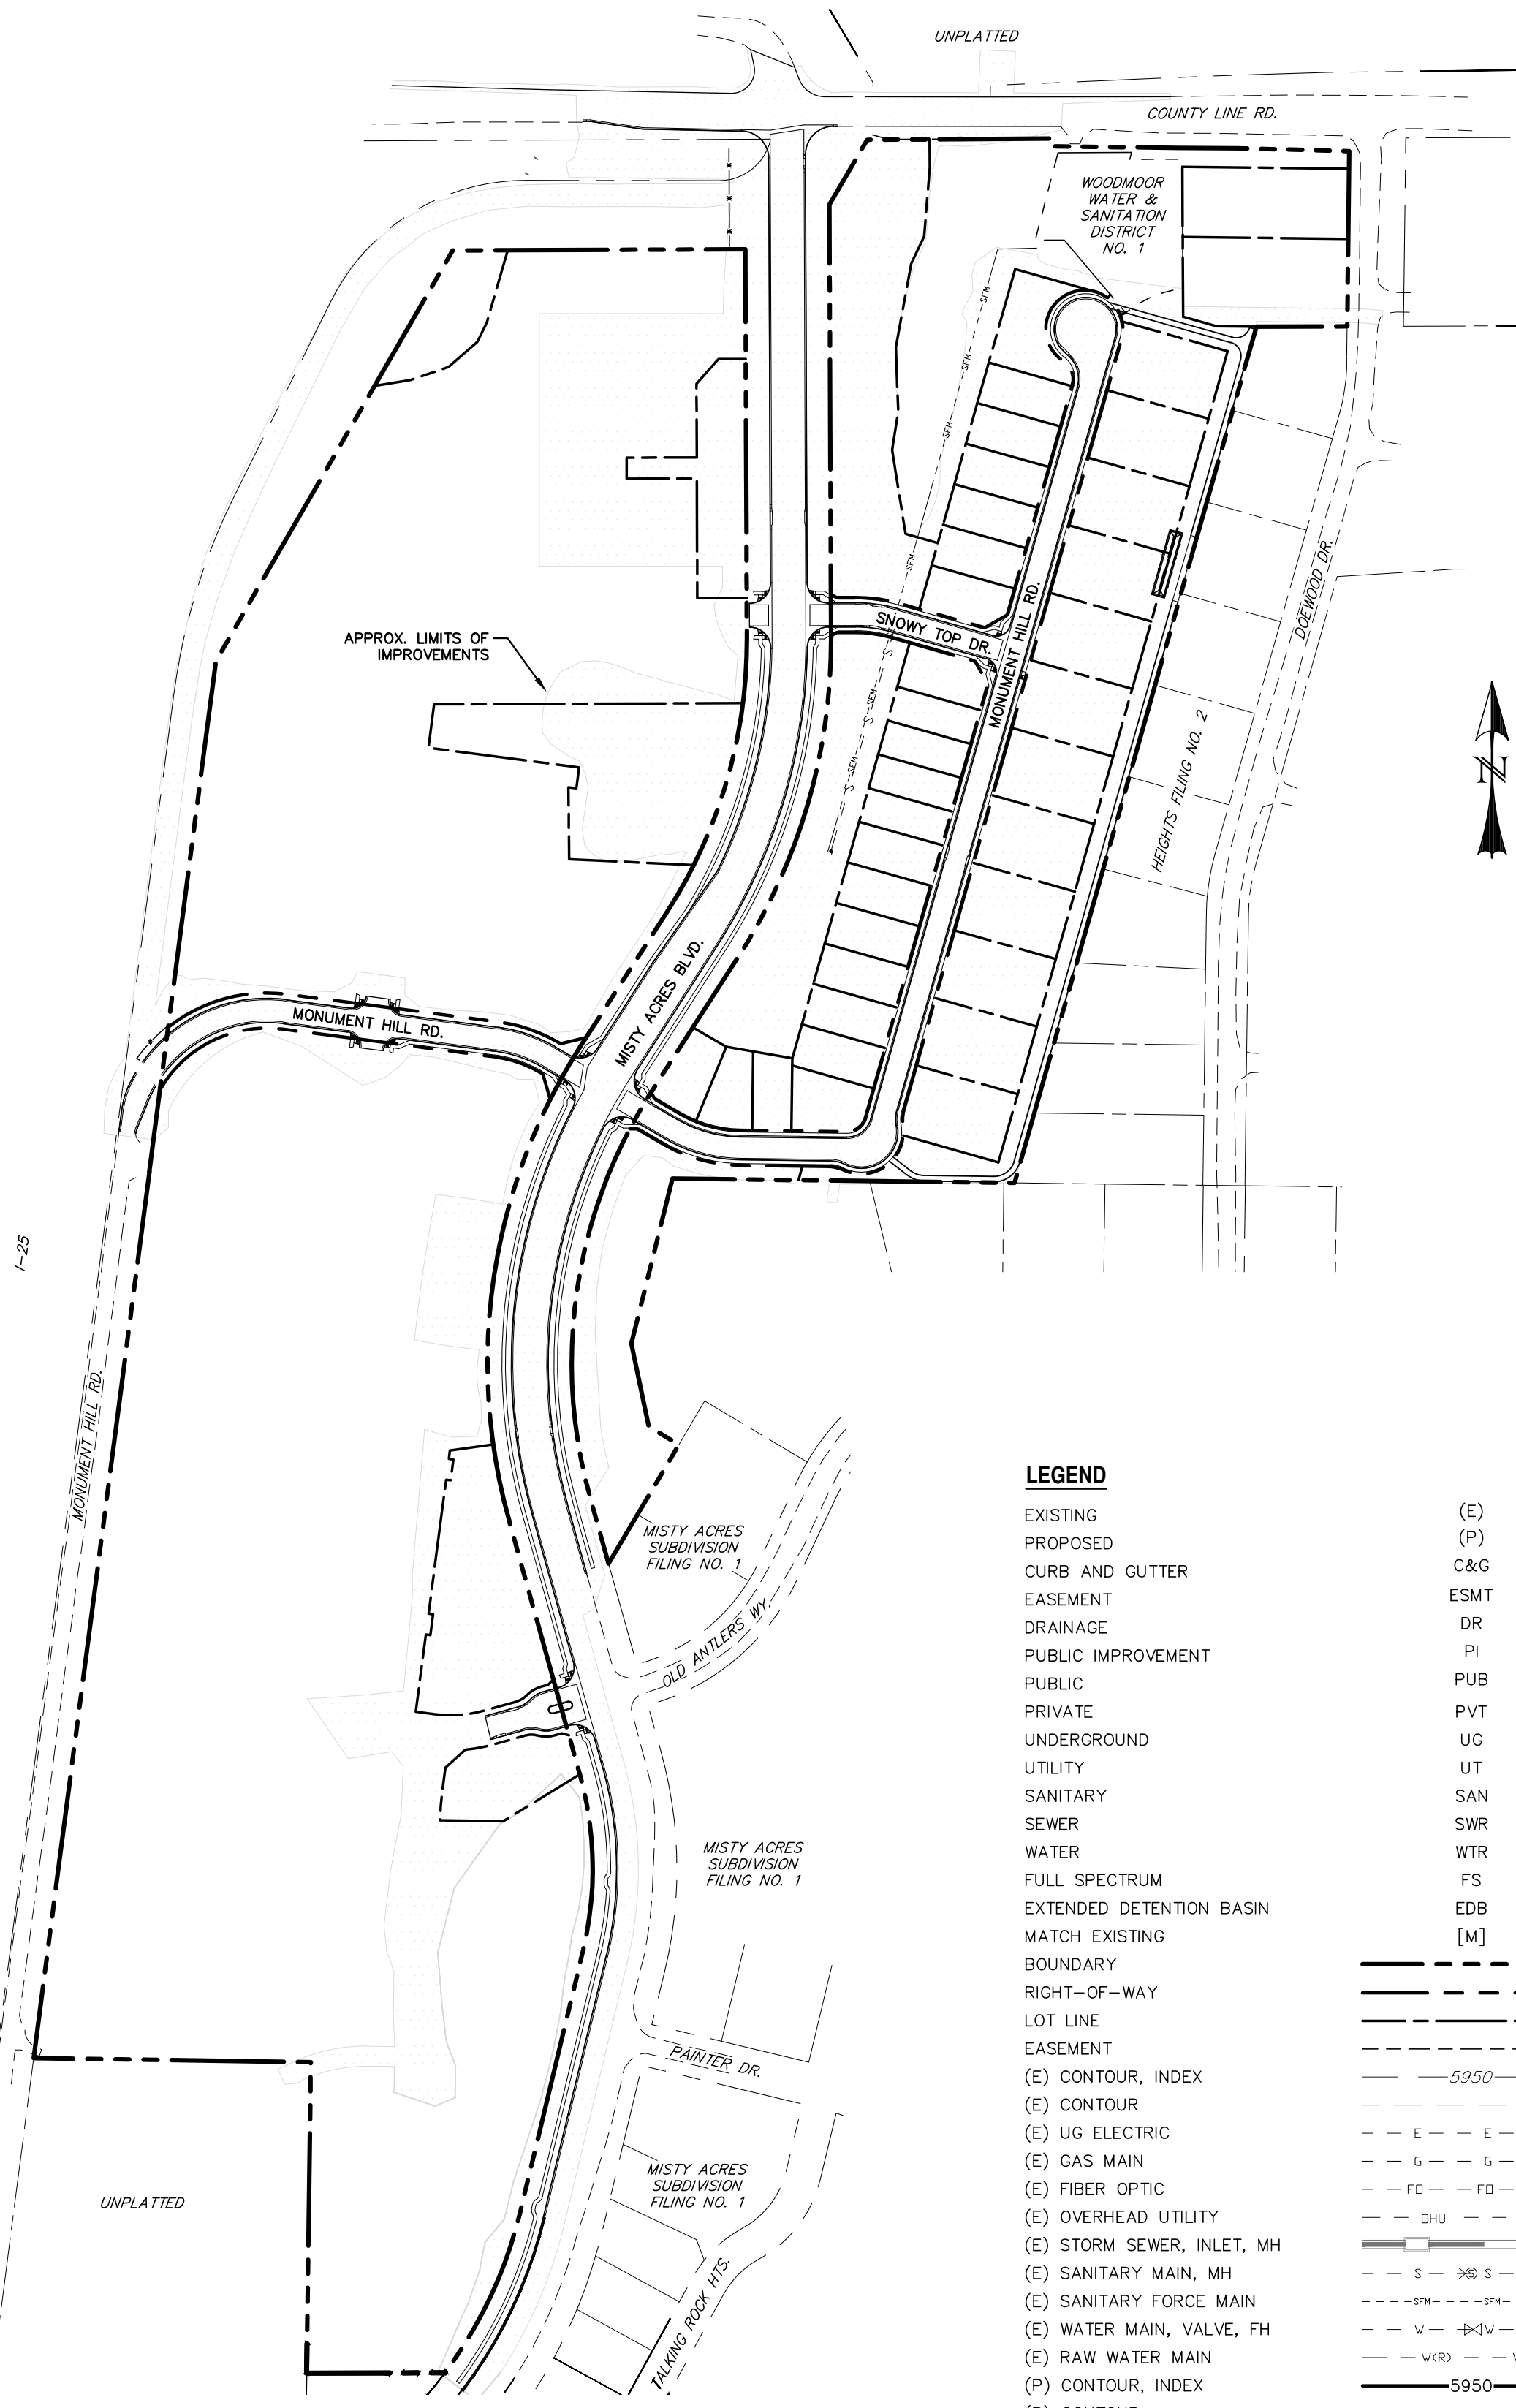 UNPLATTED
COUNTY LINE RD.
WOODMOOR
WATER &
SANITATION
DISTRICT
NO. 1
SFM
SFM
SFM
SFM
DOEWOOD DR.
APPROX. LIMITS OF
IMPROVEMENTS
SNOWY TOP DR.
MONUMENT HILL RD.
S
SFM
S
S
SFM
S
HEIGHTS FILING NO. 2
N
MISTY ACRES BLVD.
MONUMENT HILL RD.
I-25
MONUMENT HILL RD.
MISTY ACRES
SUBDIVISION
FILING NO. 1
OLD ANTLERS WY.
MISTY ACRES
SUBDIVISION
FILING NO. 1
PAINTER DR.
MISTY ACRES
SUBDIVISION
FILING NO. 1
UNPLATTED
TALKING ROCK HTS.
LEGEND
EXISTING (E)
PROPOSED (P)
CURB AND GUTTER C&G
EASEMENT ESMT
DRAINAGE DR
PUBLIC IMPROVEMENT PI
PUBLIC PUB
PRIVATE PVT
UNDERGROUND UG
UTILITY UT
SANITARY SAN
SEWER SWR
WATER WTR
FULL SPECTRUM FS
EXTENDED DETENTION BASIN EDB
MATCH EXISTING [M]
BOUNDARY
RIGHT-OF-WAY
LOT LINE
EASEMENT
(E) CONTOUR, INDEX 5950
(E) CONTOUR
(E) UG ELECTRIC E E
(E) GAS MAIN G G
(E) FIBER OPTIC FO FO
(E) OVERHEAD UTILITY OHU
(E) STORM SEWER, INLET, MH
(E) SANITARY MAIN, MH S S S
(E) SANITARY FORCE MAIN SFM SFM
(E) WATER MAIN, VALVE, FH W W
(E) RAW WATER MAIN W(R)
(P) CONTOUR, INDEX 5950